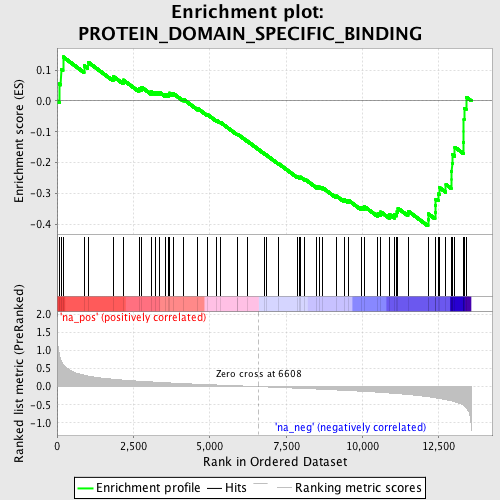 Enrichment plot:
PROTEIN_DOMAIN_SPECIFIC_BINDING
Enrichment score (ES)
0.1
0.0
-0.1
-0.2
-0.3
-0.4
'na_pos' (positively correlated)
Ranked list metric (PreRanked)
2.0
1.5
1.0
0.5
0.0
-0.5
-1.0
Zero cross at 6608
'na_neg' (negatively correlated)
0
2,500
5,000
7,500
10,000
12,500
Rank in Ordered Dataset
Enrichment profile
Hits
Ranking metric scores